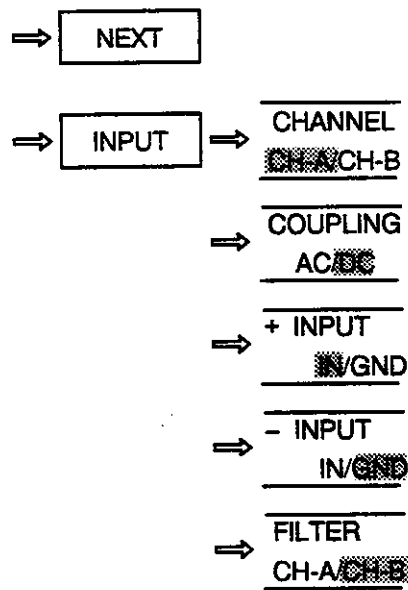 NEXT
INPUT
CHANNEL
CH-A/CH-B
COUPLING
AC/DC
+ INPUT
IN/GND
- INPUT
IN/GND
FILTER
CH-A/CH-B